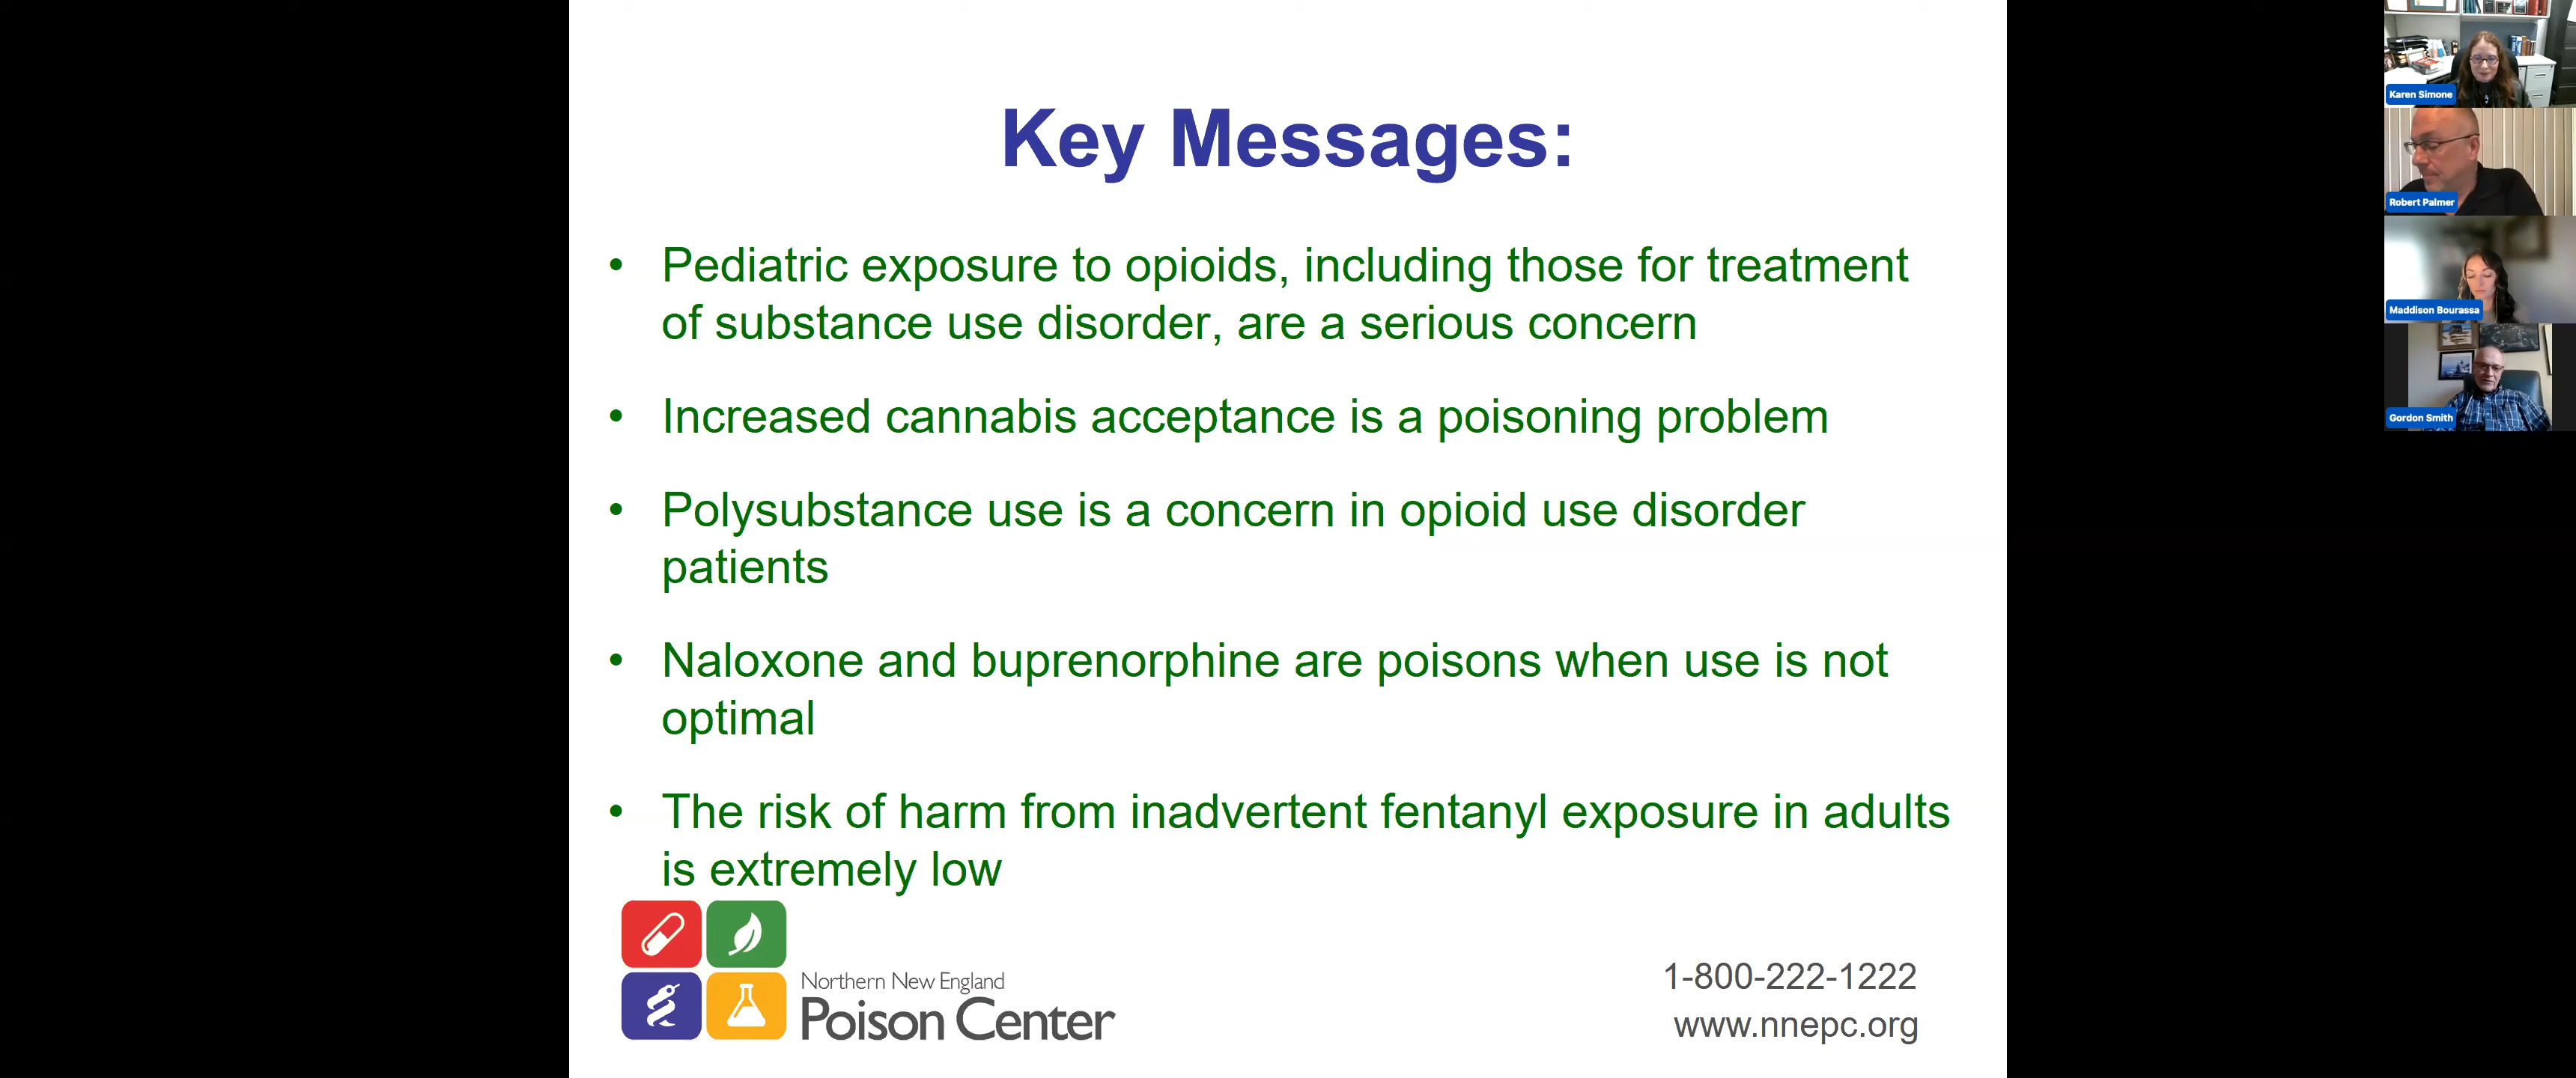 Key Messages:
• Pediatric exposure to opioids, including those for treatment
of substance use disorder, are a serious concern
• Increased cannabis acceptance is a poisoning problem
• Polysubstance use is a concern in opioid use disorder
patients
• Naloxone and buprenorphine are poisons when use is not
optimal
• The risk of harm from inadvertent fentanyl exposure in adults
is extremely low
Northern New England
Poison Center
1-800-222-1222
www.nnepc.org
Karen Simone
Robert Palmer
Maddison Bourassa
Gordon Smith